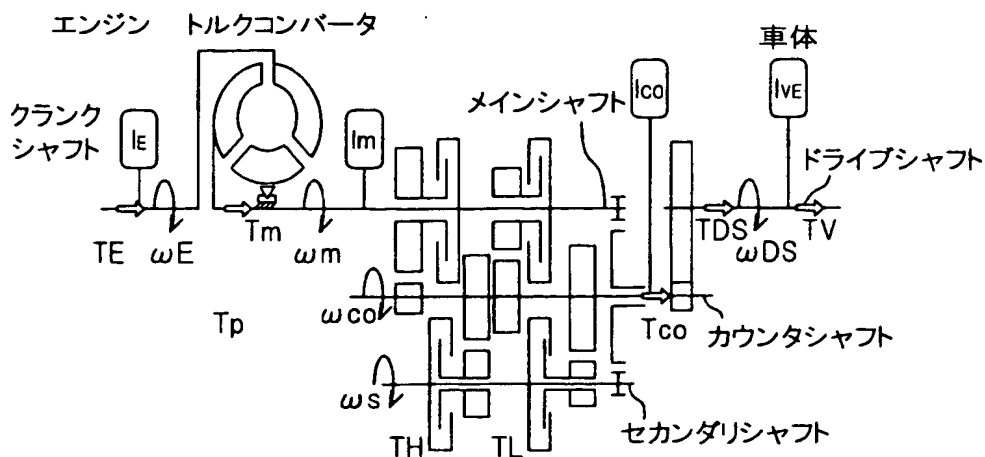 エンジン トルクコンバータ
車体
クランク
シャフト
IE
Im
メインシャフト
Ico
IVE
ドライブシャフト
TE
ωE
Tm
ωm
TDS
ωDS
TV
ωco
Tp
Tco
カウンタシャフト
ωs
TH
TL
セカンダリシャフト